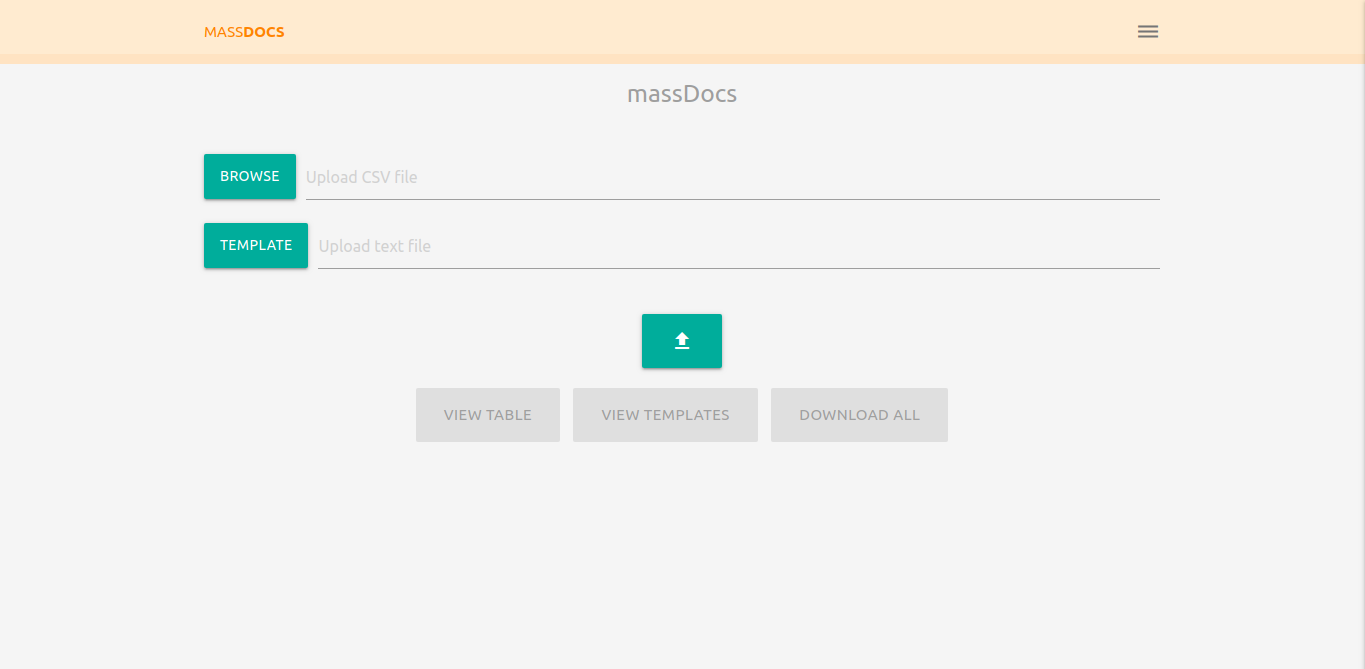 MASSDOCS
massDocs
BROWSE Upload CSV file
TEMPLATE Upload text file
VIEW TABLE VIEW TEMPLATES DOWNLOAD ALL